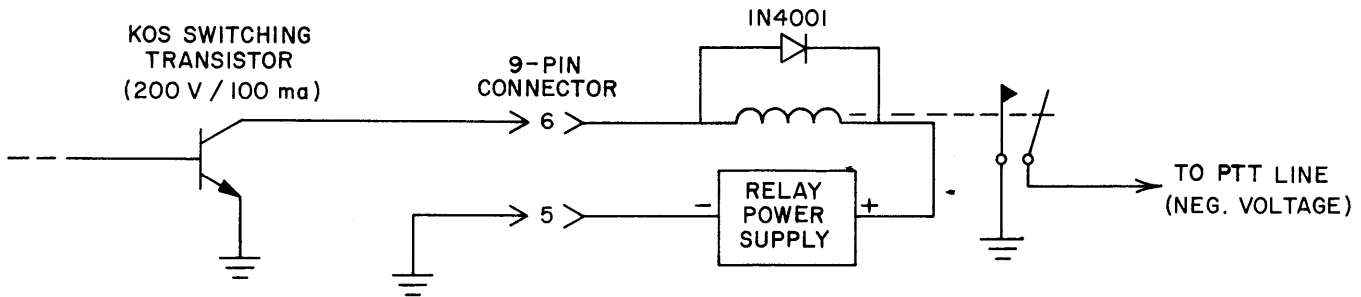 KOS SWITCHING
TRANSISTOR
(200 V / 100 ma)
9-PIN
CONNECTOR
1N4001
6
5
-
RELAY
POWER
SUPPLY
+
TO PTT LINE
(NEG. VOLTAGE)